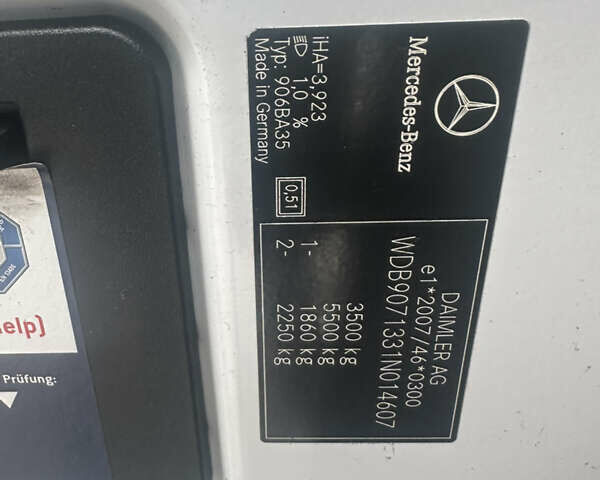 Mercedes-Benz
iHA=3,923
1,0 %
Typ: 906BA35
Made in Germany
0,51
DAIMLER AG
e1*2007/46*0300
WDB9071331N014607
3500 kg
5500 kg
1- 1860 kg
2- 2250 kg
elp)
Prüfung: